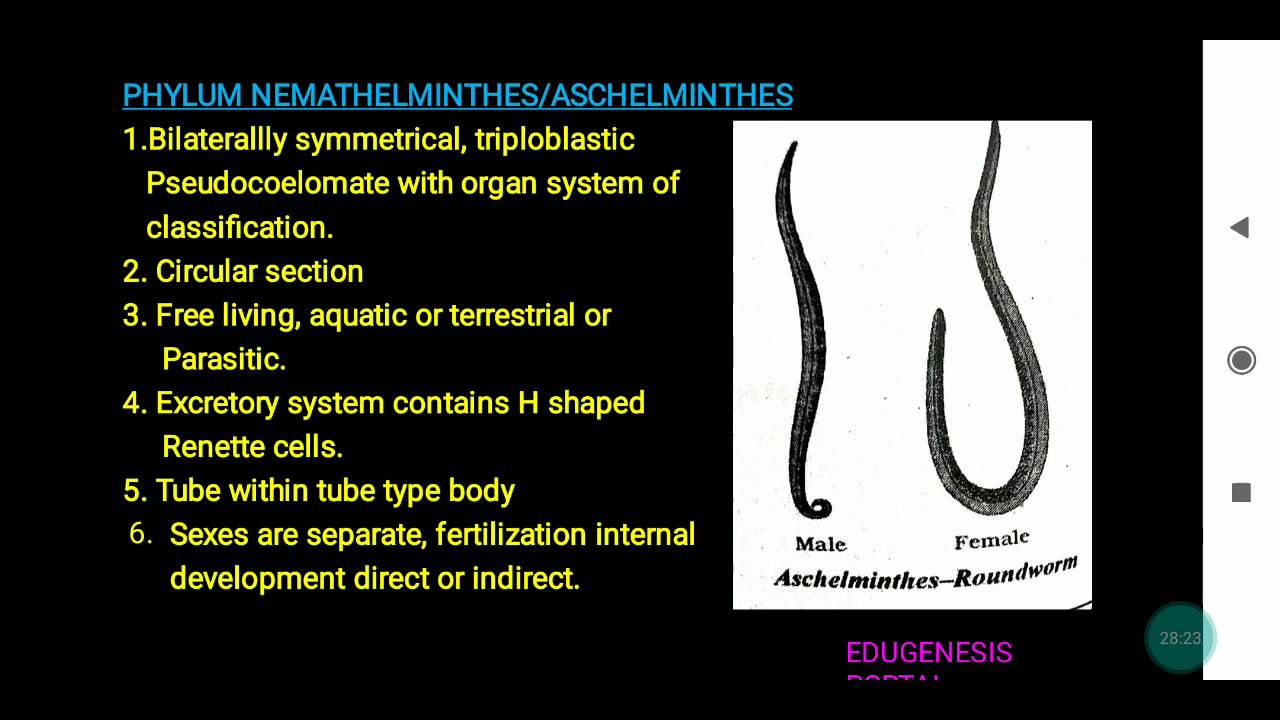 PHYLUM NEMATHELMINTHES/ASCHELMINTHES
1.Bilaterallly symmetrical, triploblastic
Pseudocoelomate with organ system of
classification.
2. Circular section
3. Free living, aquatic or terrestrial or
Parasitic.
4. Excretory system contains H shaped
Renette cells.
5. Tube within tube type body
6. Sexes are separate, fertilization internal
development direct or indirect.
Male
Female
Aschelminthes–Roundworm
EDUGENESIS
PORTAL
28:23